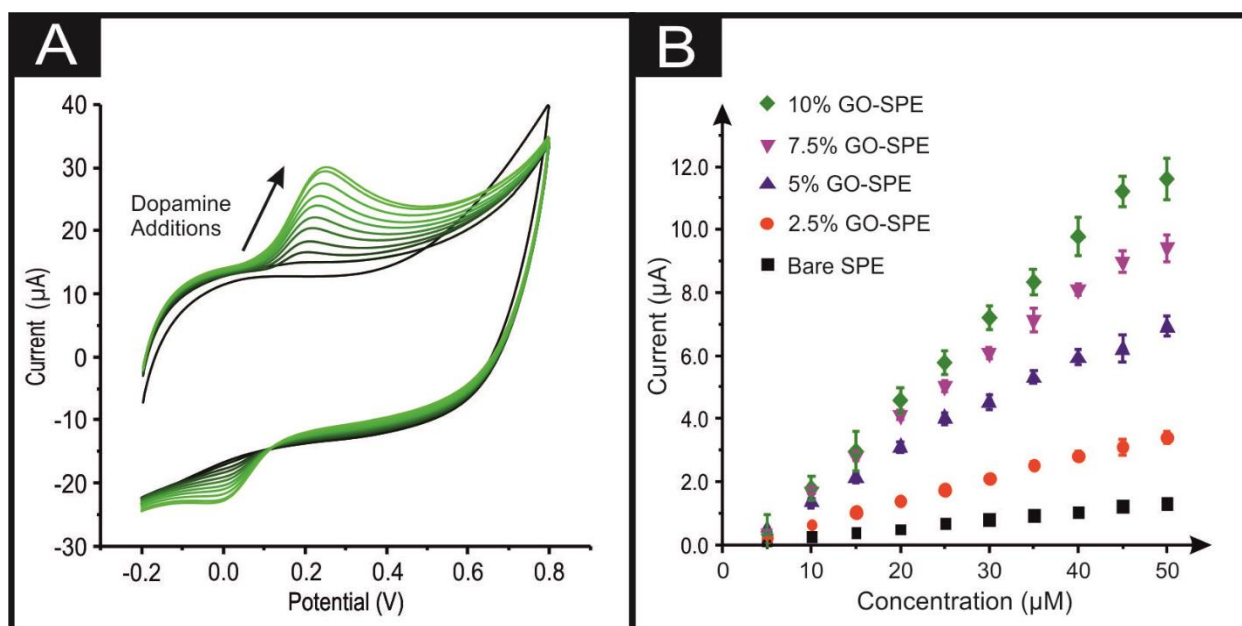 A
Current (µA)
40
30
20
10
0
-10
-20
-30
Dopamine
Additions
-0.2
0.0
0.2
0.4
0.6
0.8
Potential (V)
B
Current (µA)
12.0
10.0
8.0
6.0
4.0
2.0
0.0
10% GO-SPE
7.5% GO-SPE
5% GO-SPE
2.5% GO-SPE
Bare SPE
0
10
20
30
40
50
Concentration (µM)